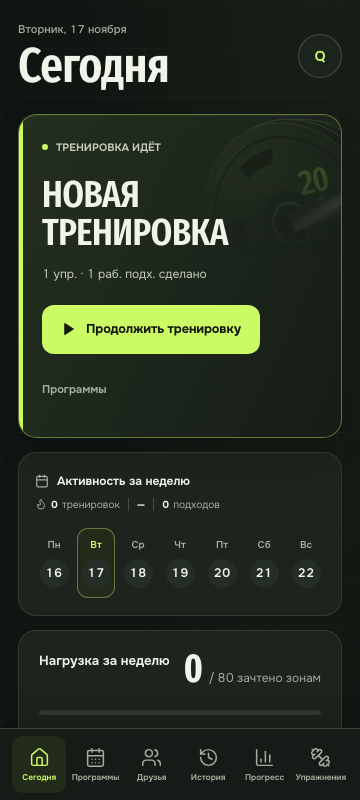 Вторник, 17 ноября
Сегодня
Q
ТРЕНИРОВКА ИДЁТ
20
НОВАЯ
ТРЕНИРОВКА
1 упр. · 1 раб. подх. сделано
Продолжить тренировку
Программы
Активность за неделю
0 тренировок | — | 0 подходов
Пн Вт Ср Чт Пт Сб Вс
16 17 18 19 20 21 22
Нагрузка за неделю 0 / 80 зачтено зонам
Сегодня Программы Друзья История Прогресс Упражнения